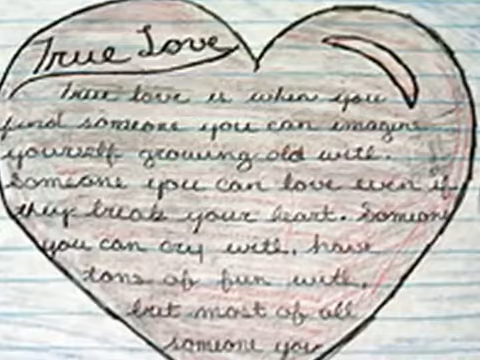 True Love
True love is when you
find someone you can imagine
yourself growing old with.
Someone you can love even if
they break your heart. Someone
you can cry with, have
tons of fun with,
but most of all
someone you